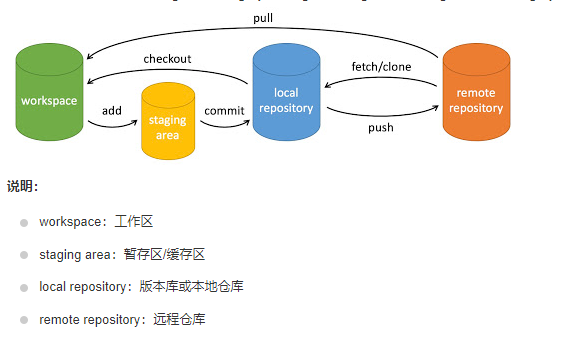 pull
checkout
fetch/clone
workspace
add
staging
area
commit
local
repository
push
remote
repository
说明：
workspace：工作区
staging area：暂存区/缓存区
local repository：版本库或本地仓库
remote repository：远程仓库